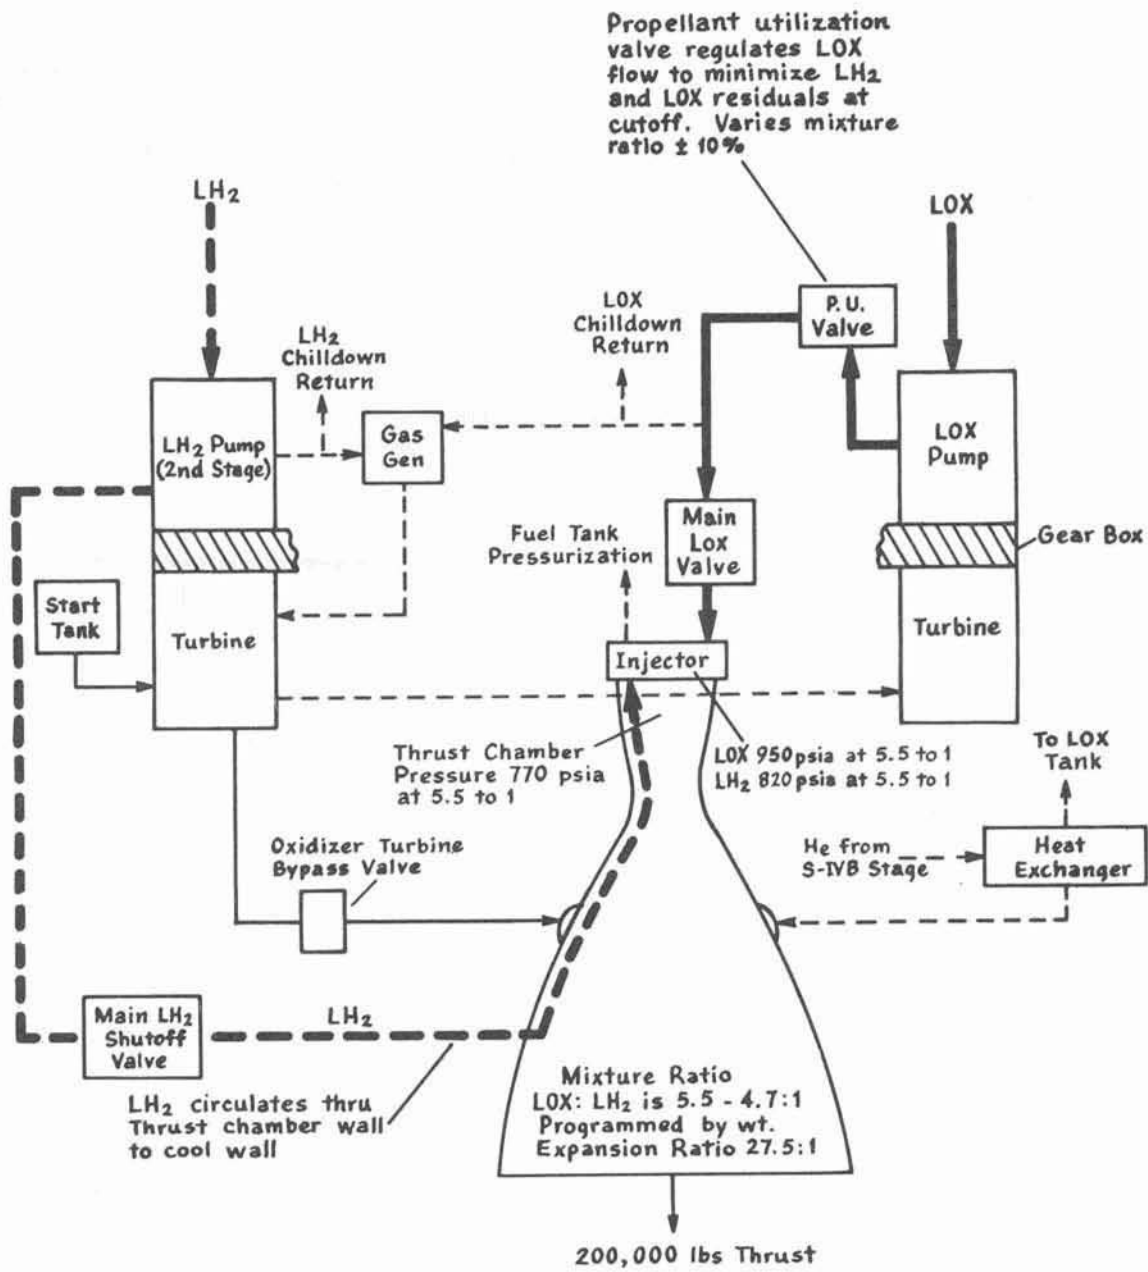 Propellant utilization
valve regulates LOX
flow to minimize LH₂
and LOX residuals at
cutoff. Varies mixture
ratio ± 10%
LH₂
LOX
P.U.
Valve
LOX
Chilldown
Return
LH₂
Chilldown
Return
LH₂ Pump
(2nd Stage)
Gas
Gen
LOX
Pump
Main
Lox
Valve
Fuel Tank
Pressurization
Gear Box
Start
Tank
Turbine
Turbine
Injector
Thrust Chamber
Pressure 770 psia
at 5.5 to 1
LOX 950 psia at 5.5 to 1
LH₂ 820 psia at 5.5 to 1
To LOX
Tank
Oxidizer Turbine
Bypass Valve
He from
S-IVB Stage
Heat
Exchanger
Main LH₂
Shutoff
Valve
LH₂
LH₂ circulates thru
Thrust chamber wall
to cool wall
Mixture Ratio
LOX: LH₂ is 5.5 - 4.7:1
Programmed by wt.
Expansion Ratio 27.5:1
200,000 lbs Thrust